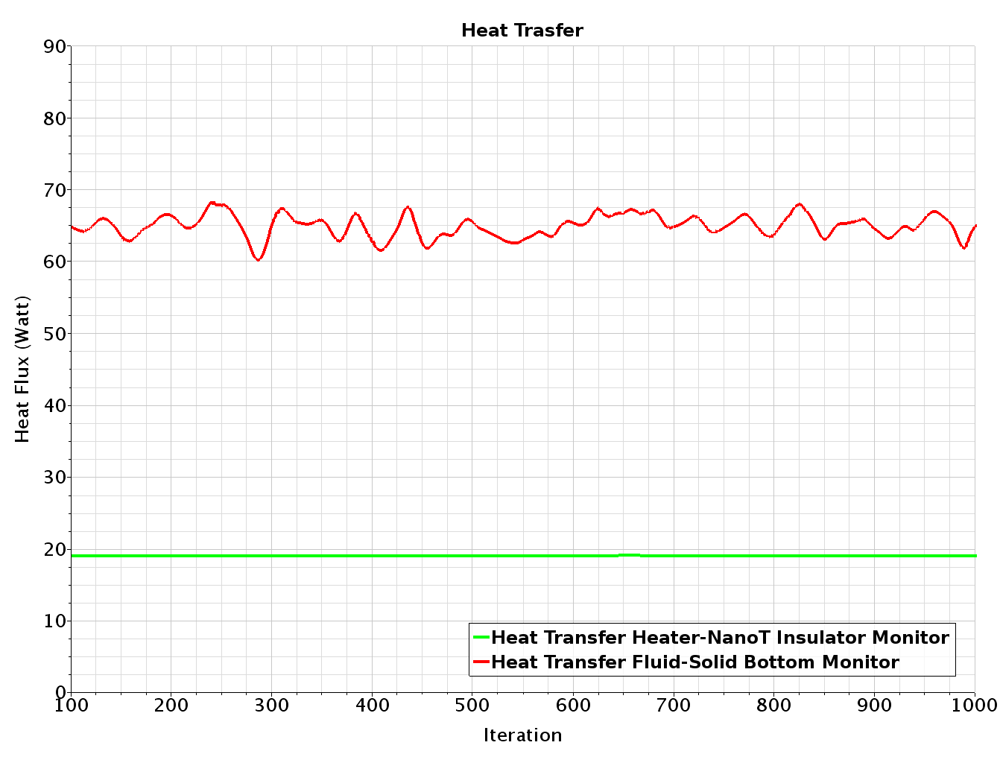 Heat Trasfer
90
80
70
60
50
40
30
20
10
0
Heat Flux (Watt)
Heat Transfer Heater-NanoT Insulator Monitor
Heat Transfer Fluid-Solid Bottom Monitor
100 200 300 400 500 600 700 800 900 1000
Iteration